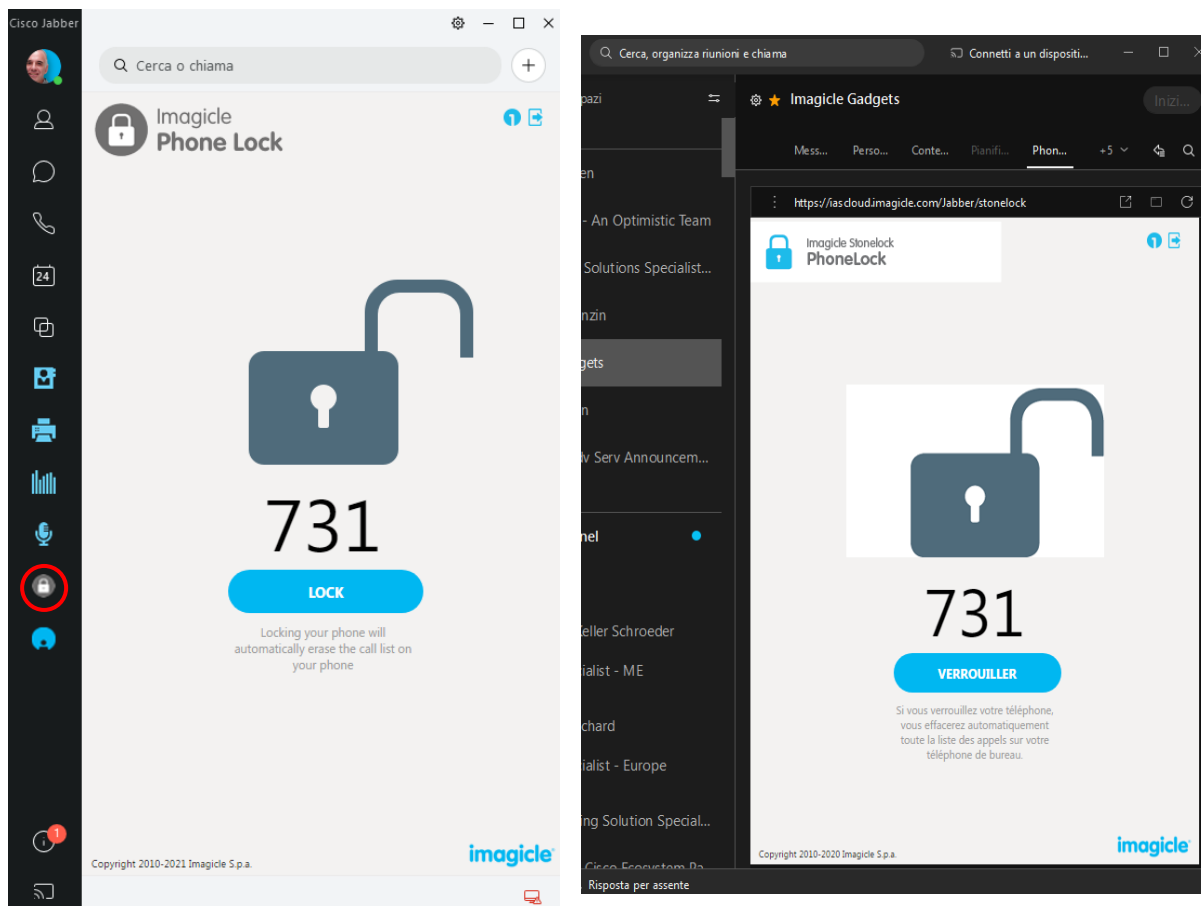 Cisco Jabber
Cerca o chiama
Imagicle
Phone Lock
24
731
LOCK
Locking your phone will
automatically erase the call list on
your phone
1
imagicle
Copyright 2010-2021 Imagicle S.p.a.
Cerca, organizza riunioni e chiama
Connetti a un dispositi...
pazi
Imagicle Gadgets
Inizi...
Mess... Perso... Conte... Pianifi... Phon... +5
en
- An Optimistic Team
Solutions Specialist...
nzin
gets
n
dv Serv Announcem...
nel
Keller Schroeder
ialist - ME
chard
ialist - Europe
ing Solution Special...
Cisco Ecosystem Pa
Risposta per assente
https://iascloud.imagicle.com/Jabber/stonelock
Imagicle Stonelock
PhoneLock
731
VERROUILLER
Si vous verrouillez votre téléphone,
vous effacerez automatiquement
toute la liste des appels sur votre
téléphone de bureau.
imagicle
Copyright 2010-2020 Imagicle S.p.a.